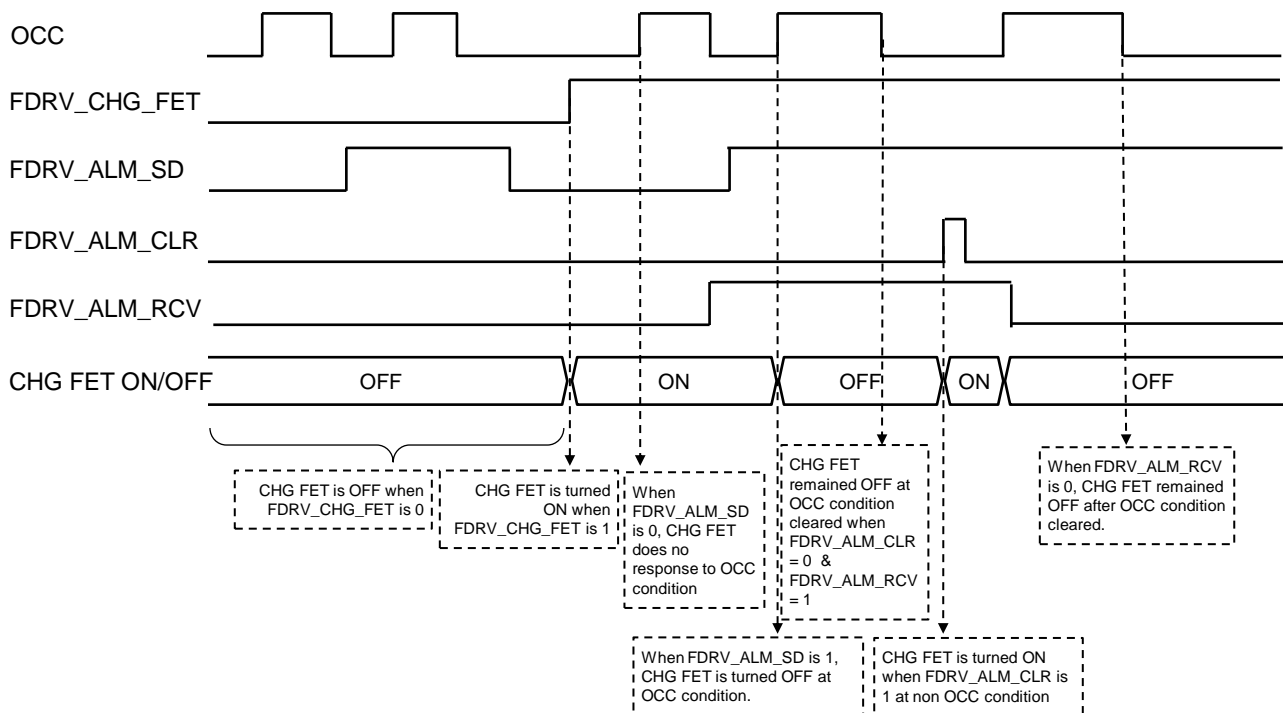 OCC
FDRV_CHG_FET
FDRV_ALM_SD
FDRV_ALM_CLR
FDRV_ALM_RCV
CHG FET ON/OFF
OFF
ON
OFF
ON
OFF
CHG FET is OFF when
FDRV_CHG_FET is 0
CHG FET is turned
ON when
FDRV_CHG_FET is 1
When
FDRV_ALM_SD
is 0, CHG FET
does no
response to OCC
condition
CHG FET
remained OFF at
OCC condition
cleared when
FDRV_ALM_CLR
= 0 &
FDRV_ALM_RCV
= 1
When FDRV_ALM_RCV
is 0, CHG FET remained
OFF after OCC condition
cleared.
When FDRV_ALM_SD is 1,
CHG FET is turned OFF at
OCC condition.
CHG FET is turned ON
when FDRV_ALM_CLR is
1 at non OCC condition